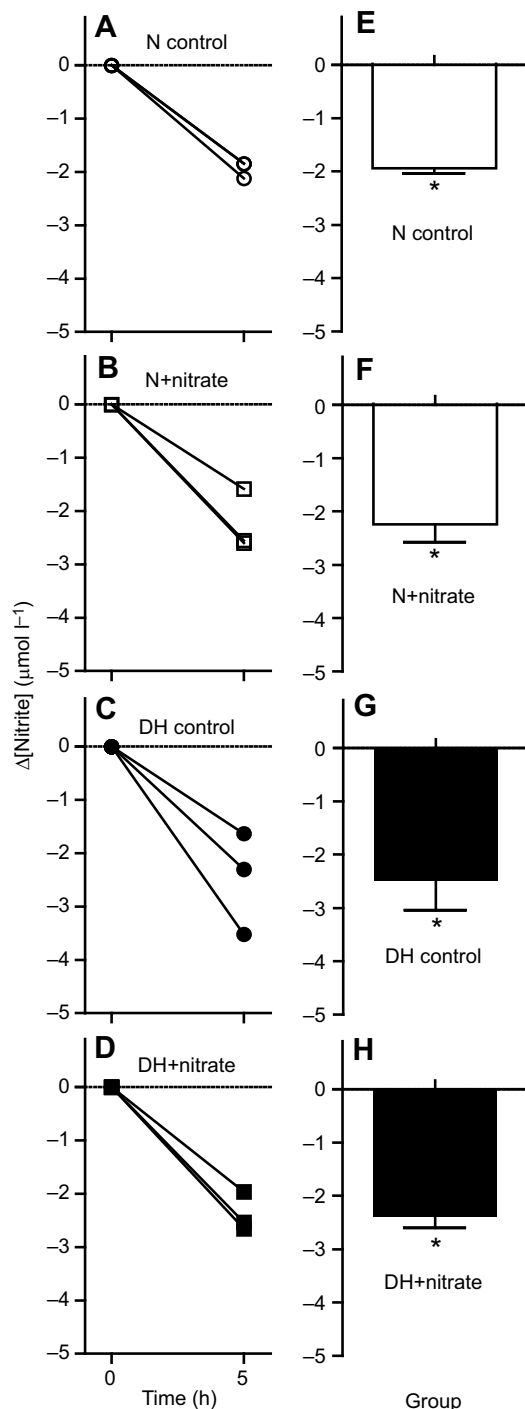 A
N control
0
–1
–2
–3
–4
–5
E
0
–1
–2
–3
–4
–5
*
N control
B
N+nitrate
0
–1
–2
–3
–4
–5
F
0
–1
–2
–3
–4
–5
*
N+nitrate
Δ[Nitrite] (μmol l⁻¹)
C
DH control
0
–1
–2
–3
–4
–5
G
0
–1
–2
–3
–4
–5
*
DH control
D
DH+nitrate
0
–1
–2
–3
–4
–5
0 5
Time (h)
H
0
–1
–2
–3
–4
–5
*
DH+nitrate
Group